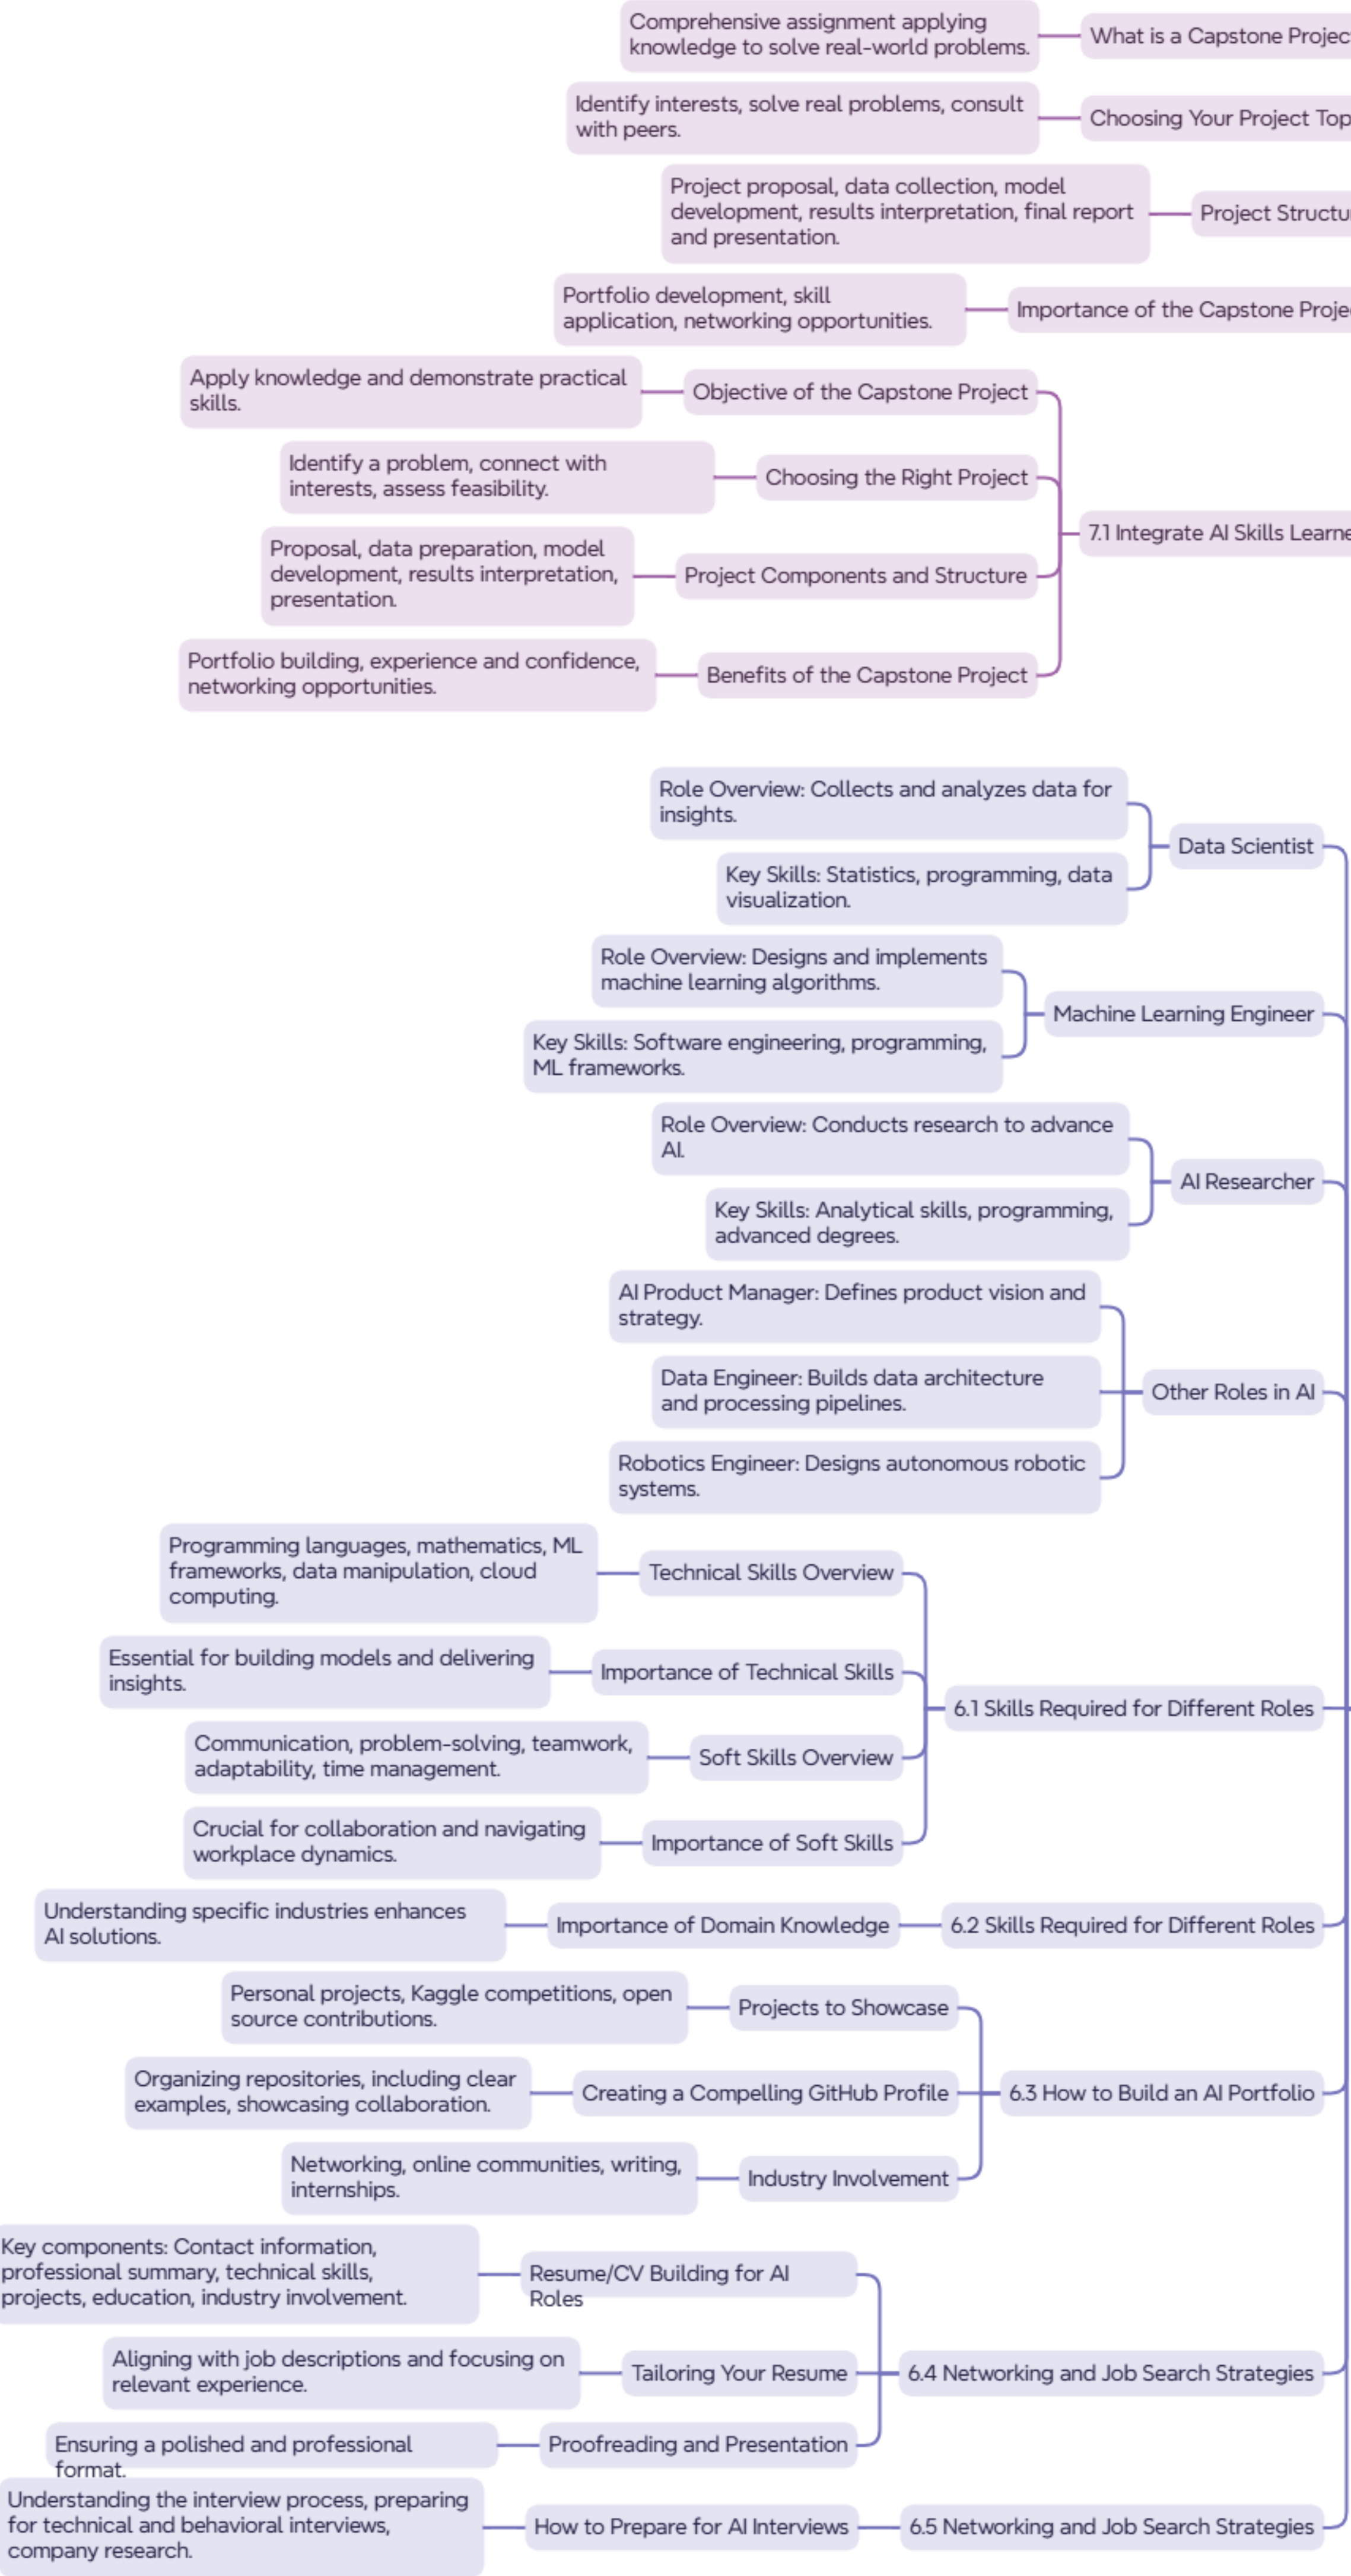 Comprehensive assignment applying
knowledge to solve real-world problems.
What is a Capstone Projec
Identify interests, solve real problems, consult
with peers.
Choosing Your Project Top
Project proposal, data collection, model
development, results interpretation, final report
and presentation.
Project Structu
Portfolio development, skill
application, networking opportunities.
Importance of the Capstone Proje
Apply knowledge and demonstrate practical
skills.
Objective of the Capstone Project
Identify a problem, connect with
interests, assess feasibility.
Choosing the Right Project
7.1 Integrate AI Skills Learne
Proposal, data preparation, model
development, results interpretation,
presentation.
Project Components and Structure
Portfolio building, experience and confidence,
networking opportunities.
Benefits of the Capstone Project
Role Overview: Collects and analyzes data for
insights.
Data Scientist
Key Skills: Statistics, programming, data
visualization.
Role Overview: Designs and implements
machine learning algorithms.
Machine Learning Engineer
Key Skills: Software engineering, programming,
ML frameworks.
Role Overview: Conducts research to advance
AI.
AI Researcher
Key Skills: Analytical skills, programming,
advanced degrees.
AI Product Manager: Defines product vision and
strategy.
Data Engineer: Builds data architecture
and processing pipelines.
Other Roles in AI
Robotics Engineer: Designs autonomous robotic
systems.
Programming languages, mathematics, ML
frameworks, data manipulation, cloud
computing.
Technical Skills Overview
Essential for building models and delivering
insights.
Importance of Technical Skills
6.1 Skills Required for Different Roles
Communication, problem-solving, teamwork,
adaptability, time management.
Soft Skills Overview
Crucial for collaboration and navigating
workplace dynamics.
Importance of Soft Skills
Understanding specific industries enhances
AI solutions.
Importance of Domain Knowledge
6.2 Skills Required for Different Roles
Personal projects, Kaggle competitions, open
source contributions.
Projects to Showcase
Organizing repositories, including clear
examples, showcasing collaboration.
Creating a Compelling GitHub Profile
6.3 How to Build an AI Portfolio
Networking, online communities, writing,
internships.
Industry Involvement
Key components: Contact information,
professional summary, technical skills,
projects, education, industry involvement.
Resume/CV Building for AI
Roles
Aligning with job descriptions and focusing on
relevant experience.
Tailoring Your Resume
6.4 Networking and Job Search Strategies
Ensuring a polished and professional
format.
Proofreading and Presentation
Understanding the interview process, preparing
for technical and behavioral interviews,
company research.
How to Prepare for AI Interviews
6.5 Networking and Job Search Strategies